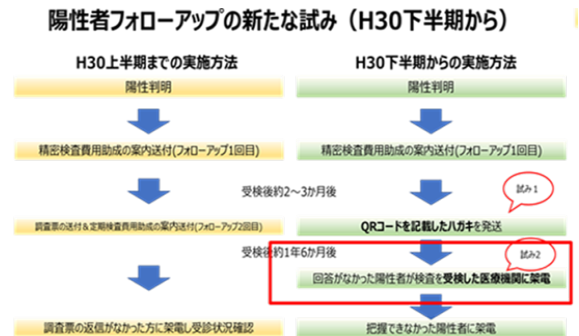 陽性者フォローアップの新たな試み（H30下半期から）
H30上半期までの実施方法
H30下半期からの実施方法
陽性判明
陽性判明
精密検査費用助成の案内送付(フォローアップ1回目)
精密検査費用助成の案内送付(フォローアップ1回目)
受検後約2～3か月後
試み1
調査票の送付＆定期検査費用助成の案内送付(フォローアップ2回目)
QRコードを記載したハガキを発送
受検後約1年6か月後
試み2
回答がなかった陽性者が検査を受検した医療機関に架電
調査票の返信がなかった方に架電し受診状況確認
把握できなかった陽性者に架電